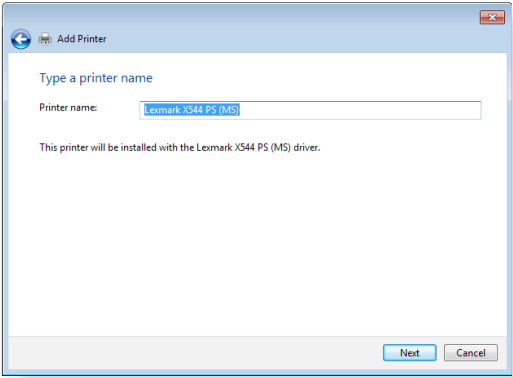 Add Printer
Type a printer name
Printer name: Lexmark X544 PS (MS)
This printer will be installed with the Lexmark X544 PS (MS) driver.
Next Cancel